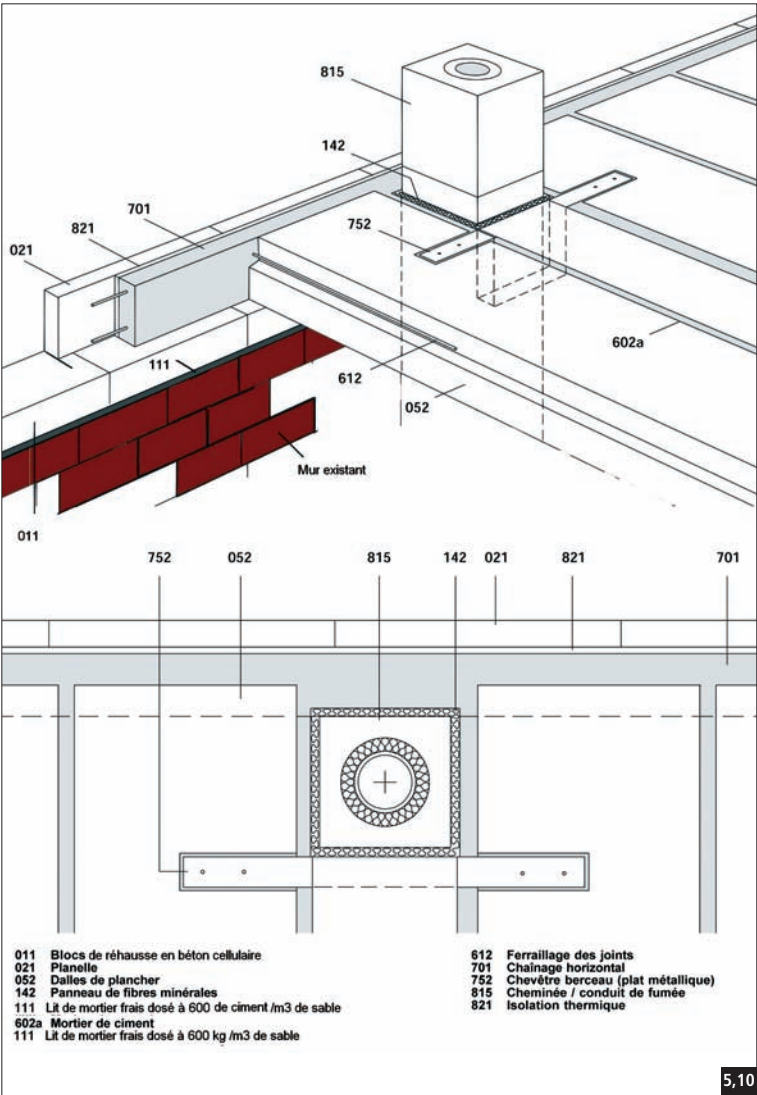 815
142
701
821
752
021
111
602a
612
052
Mur existant
011
752 052 815 142 021 821 701
011 Blocs de réhausse en béton cellulaire
021 Planelle
052 Dalles de plancher
142 Panneau de fibres minérales
111 Lit de mortier frais dosé à 600 de ciment /m3 de sable
602a Mortier de ciment
111 Lit de mortier frais dosé à 600 kg /m3 de sable
612 Ferraillage des joints
701 Chaînage horizontal
752 Chevêtre berceau (plat métallique)
815 Cheminée / conduit de fumée
821 Isolation thermique
5,10